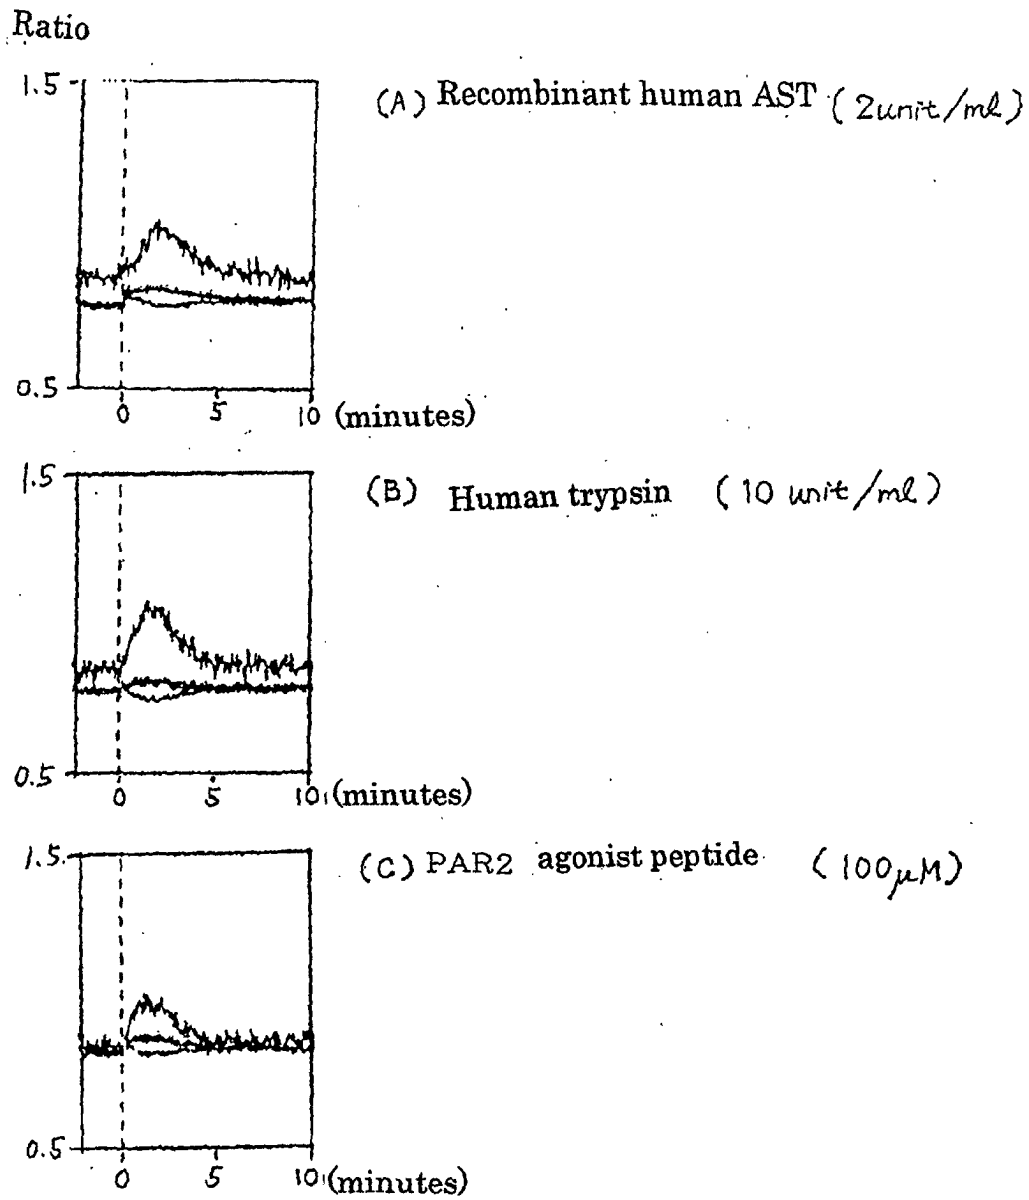 Ratio
1.5
(A) Recombinant human AST (2unit/ml)
0.5
0 5 10 (minutes)
1.5
(B) Human trypsin (10 unit/ml)
0.5
0 5 10 (minutes)
1.5
(C) PAR2 agonist peptide (100μM)
0.5
0 5 10 (minutes)